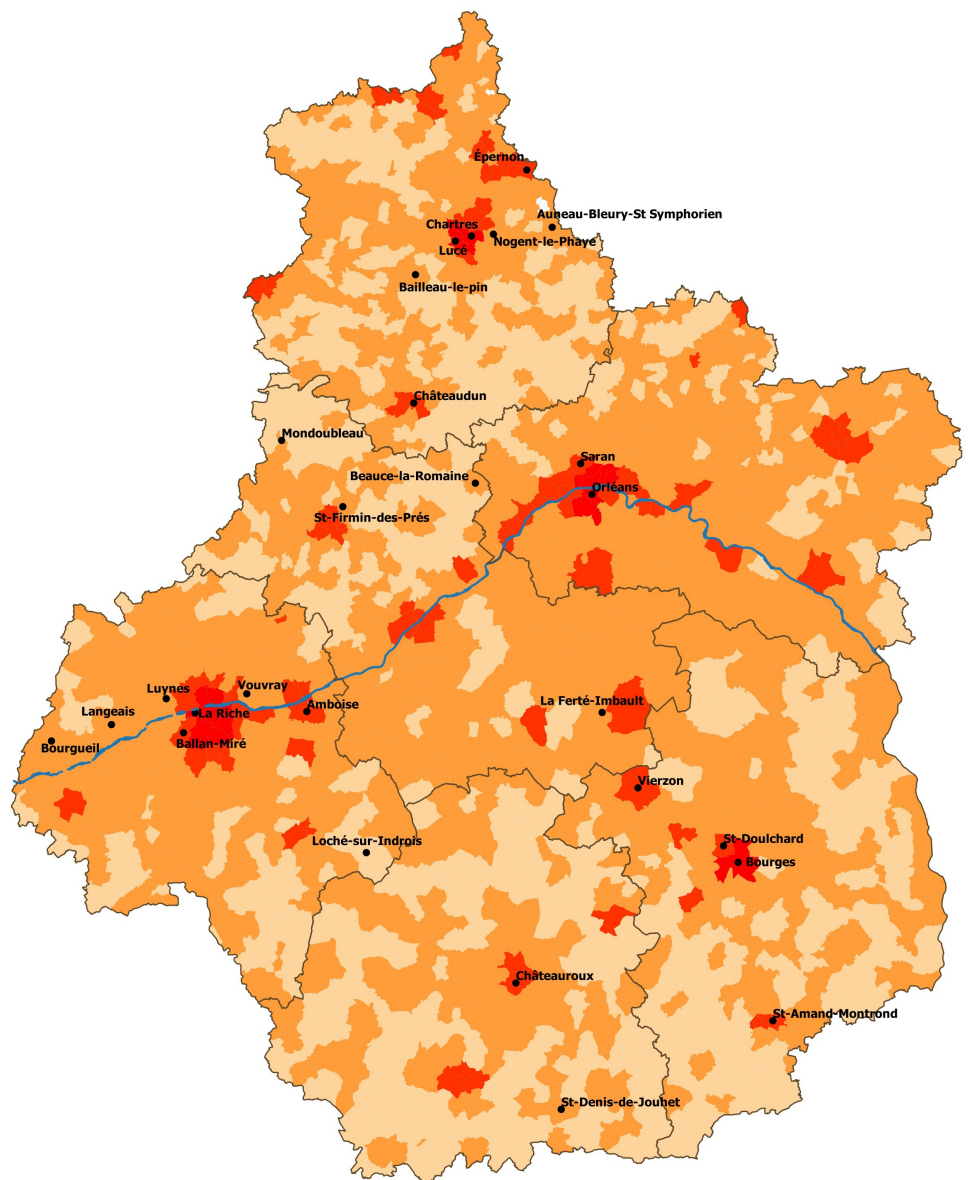 Épernon
Auneau-Bleury-St Symphorien
Chartres
Nogent-le-Phaye
Lucé
Bailleau-le-pin
Châteaudun
Mondoubleau
Saran
Beauce-la-Romaine
Orléans
St-Firmin-des-Prés
Vouvray
Luynes
La Ferté-Imbault
Amboise
Langeais
La Riche
Ballan-Miré
Bourgueil
Vierzon
St-Doulchard
Loché-sur-Indrois
Bourges
Châteauroux
St-Amand-Montrond
St-Denis-de-Jouhet